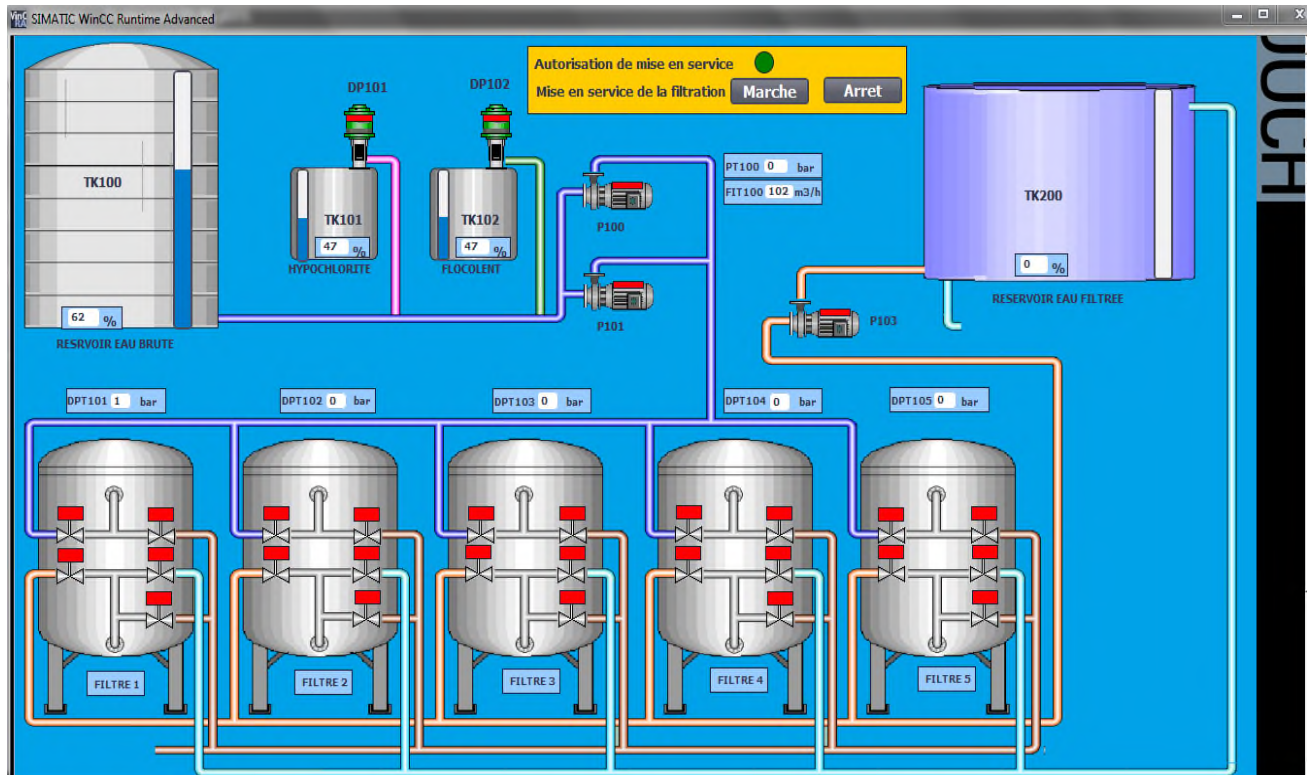 SIMATIC WinCC Runtime Advanced
Autorisation de mise en service
Mise en service de la filtration Marche Arret
DP101
DP102
TK100
TK101
TK102
47 %
47 %
HYPOCHLORITE
FLOCOLENT
62 %
RESRVOIR EAU BRUTE
P100
P101
PT100 0 bar
FIT100 102 m3/h
TK200
0 %
RESERVOIR EAU FILTREE
P103
DPT101 1 bar
DPT102 0 bar
DPT103 0 bar
DPT104 0 bar
DPT105 0 bar
FILTRE 1
FILTRE 2
FILTRE 3
FILTRE 4
FILTRE 5